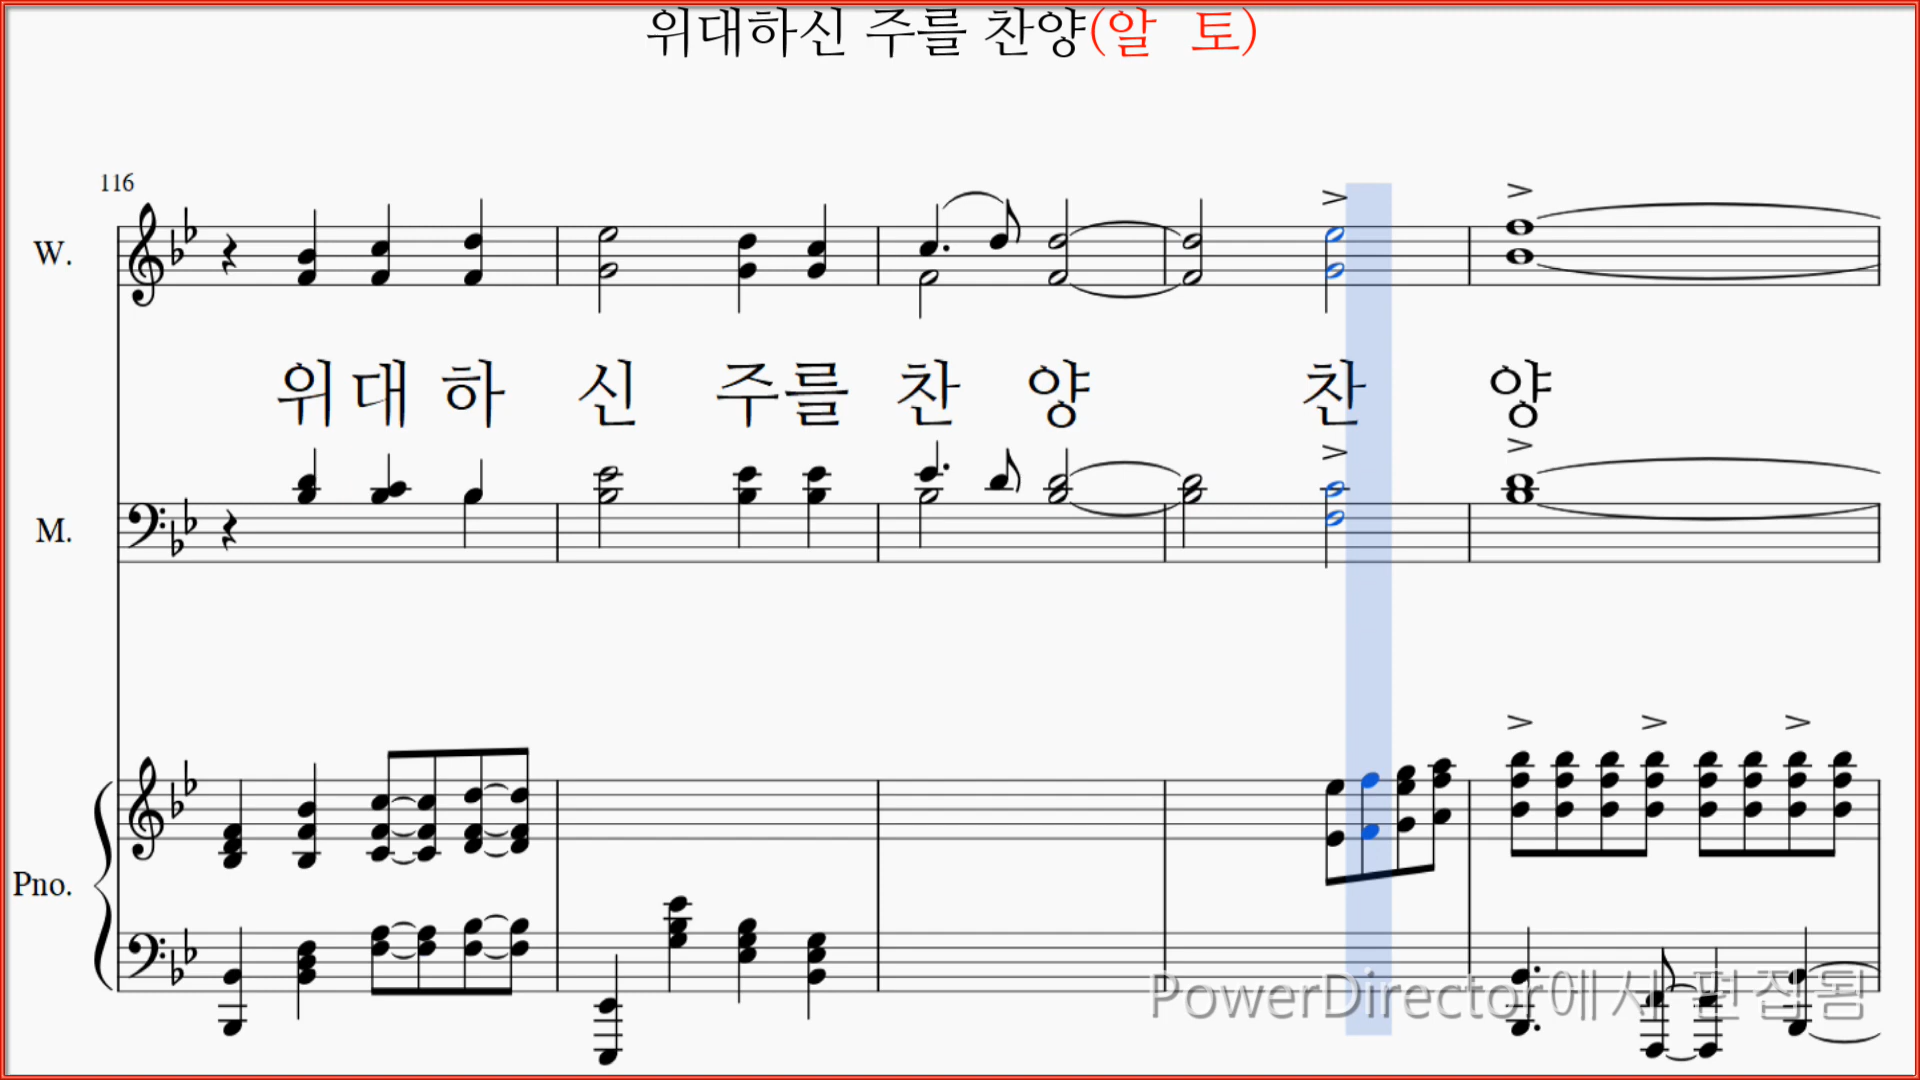 위대하신 주를 찬양(알 토)
116
W.
위 대 하 신 주 를 찬 양 찬 양
M.
Pno.
PowerDirector에서 편집됨